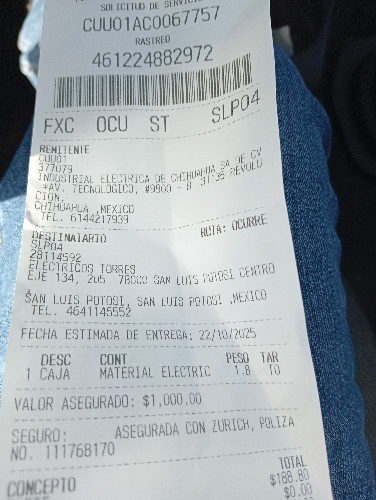 SOLICITUD DE SERVICIO
CUU01AC0067757
RASTREO
461224882972
FXC OCU ST SLP04
REMITENTE
CUU01
377079
INDUSTRIAL ELECTRICA DE CHIHUAHUA SA DE CV
*AV. TECNOLOGICO, #9900 - B 31136 REVOLU
CION,
CHIHUAHUA ,MEXICO
TEL. 6144217939
RUTA: OCURRE
DESTINATARIO
SLP04
28114592
ELECTRICOS TORRES
EJE 134, 205 78000 SAN LUIS POTOSI CENTRO
SAN LUIS POTOSI, SAN LUIS POTOSI ,MEXICO
TEL. 4641145552
FECHA ESTIMADA DE ENTREGA: 22/10/2025
DESC CONT PESO TAR
1 CAJA MATERIAL ELECTRIC 1.8 T0
VALOR ASEGURADO: $1,000.00
SEGURO: ASEGURADA CON ZURICH, POLIZA
NO. 111768170
CONCEPTO TOTAL
$188.80
$0.00